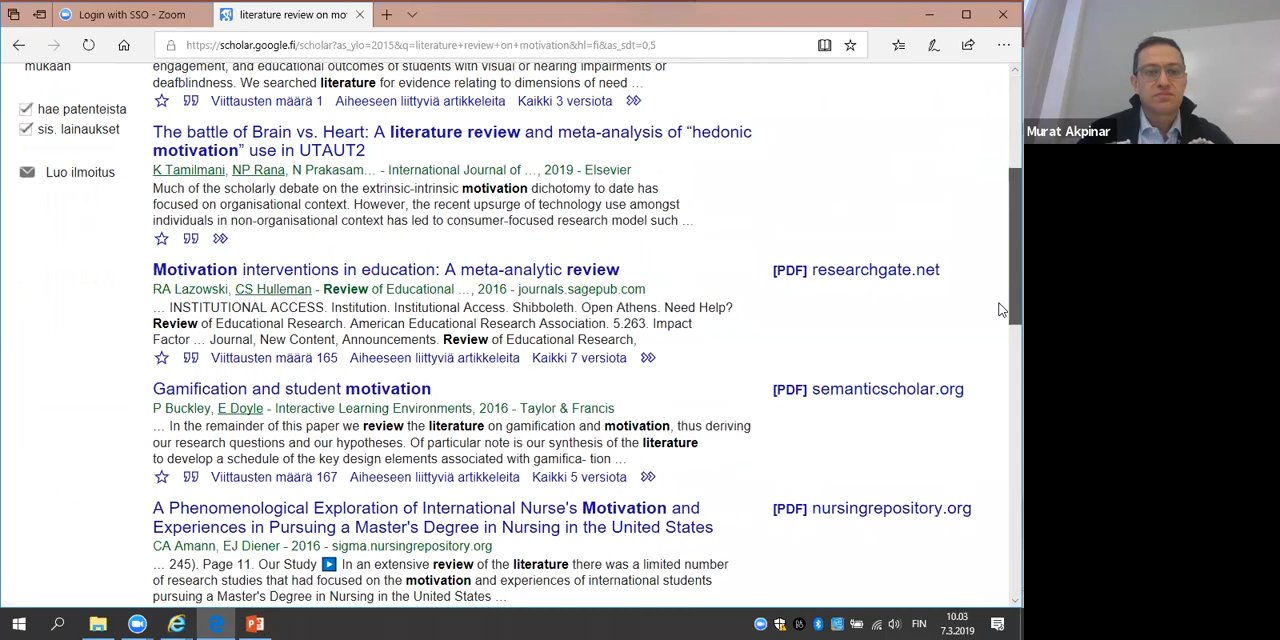 Login with SSO - Zoom
literature review on mo
https://scholar.google.fi/scholar?as_ylo=2015&q=literature+review+on+motivation&hl=fi&as_sdt=0,5
mukaan
hae patenteista
sis. lainaukset
Luo ilmoitus
engagement, and educational outcomes of students with visual or hearing impairments or
deafblindness. We searched literature for evidence relating to dimensions of need ...
Viittausten määrä 1 Aiheeseen liittyviä artikkeleita Kaikki 3 versiota
The battle of Brain vs. Heart: A literature review and meta-analysis of “hedonic
motivation” use in UTAUT2
K Tamilmani, NP Rana, N Prakasam... - International Journal of ..., 2019 - Elsevier
Much of the scholarly debate on the extrinsic-intrinsic motivation dichotomy to date has
focused on organisational context. However, the recent upsurge of technology use amongst
individuals in non-organisational context has led to consumer-focused research model such ...
Motivation interventions in education: A meta-analytic review
[PDF] researchgate.net
RA Lazowski, CS Hulleman - Review of Educational ..., 2016 - journals.sagepub.com
... INSTITUTIONAL ACCESS. Institution. Institutional Access. Shibboleth. Open Athens. Need Help?
Review of Educational Research. American Educational Research Association. 5.263. Impact
Factor ... Journal, New Content, Announcements. Review of Educational Research,
Viittausten määrä 165 Aiheeseen liittyviä artikkeleita Kaikki 7 versiota
Gamification and student motivation
[PDF] semanticscholar.org
P Buckley, E Doyle - Interactive Learning Environments, 2016 - Taylor & Francis
... In the remainder of this paper we review the literature on gamification and motivation, thus deriving
our research questions and our hypotheses. Of particular note is our synthesis of the literature
to develop a schedule of the key design elements associated with gamifica- tion ...
Viittausten määrä 167 Aiheeseen liittyviä artikkeleita Kaikki 5 versiota
A Phenomenological Exploration of International Nurse's Motivation and
Experiences in Pursuing a Master's Degree in Nursing in the United States
[PDF] nursingrepository.org
CA Amann, EJ Diener - 2016 - sigma.nursingrepository.org
... 245). Page 11. Our Study In an extensive review of the literature there was a limited number
of research studies that had focused on the motivation and experiences of international students
pursuing a Master's Degree in Nursing in the United States ...
Murat Akpinar
FIN
10.03
7.3.2019